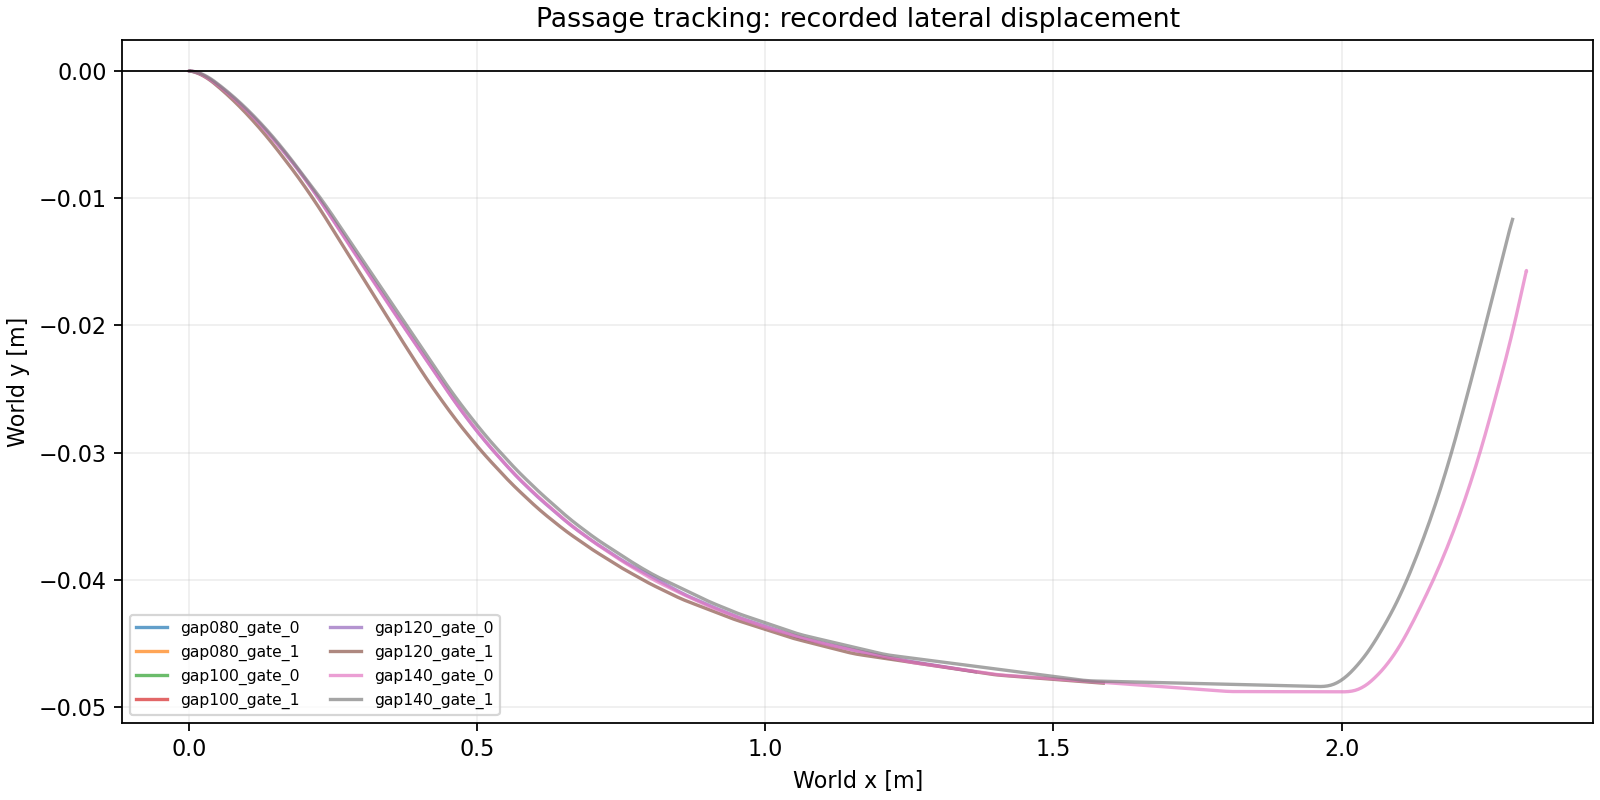 Passage tracking: recorded lateral displacement
World y [m]
0.00
−0.01
−0.02
−0.03
−0.04
−0.05
gap080_gate_0
gap080_gate_1
gap100_gate_0
gap100_gate_1
gap120_gate_0
gap120_gate_1
gap140_gate_0
gap140_gate_1
0.0 0.5 1.0 1.5 2.0
World x [m]